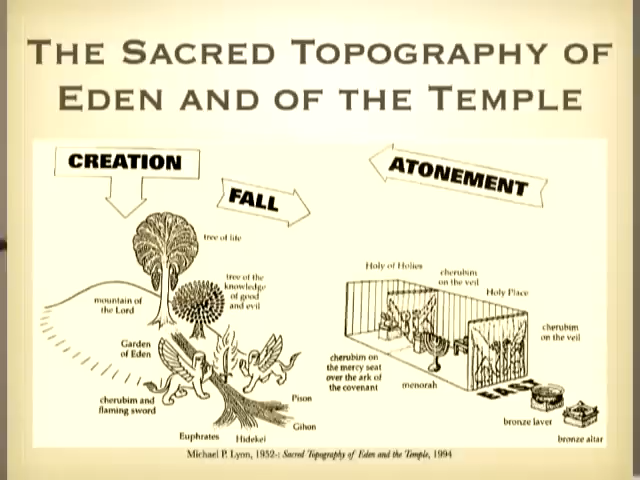 THE SACRED TOPOGRAPHY OF
EDEN AND OF THE TEMPLE
CREATION
FALL
ATONEMENT
tree of life
tree of the
knowledge
of good
and evil
mountain of
the Lord
Garden
of Eden
cherubim and
flaming sword
Pison
Gihon
Euphrates
Hidekel
Holy of Holies
cherubim
on the veil
Holy Place
cherubim
on the veil
cherubim on
the mercy seat
over the ark of
the covenant
menorah
EAST
bronze laver
bronze altar
Michael P. Lyon, 1952-: Sacred Topography of Eden and the Temple, 1994